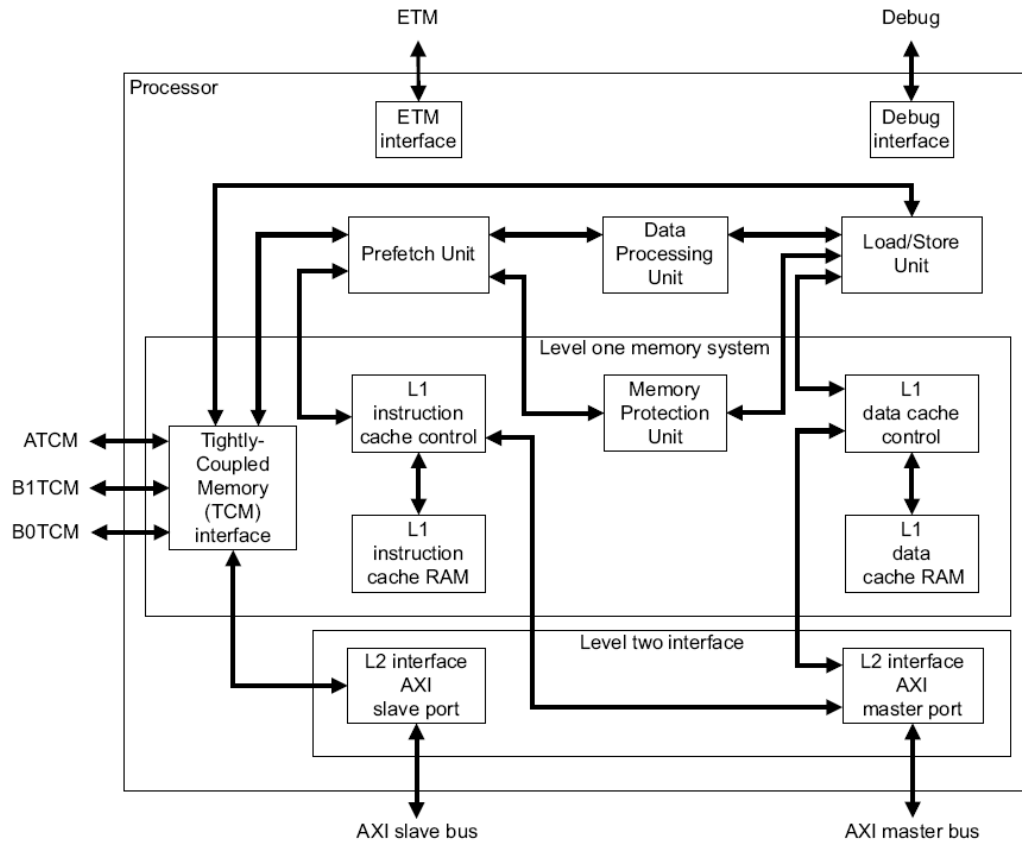 ETM
Debug
Processor
ETM
interface
Debug
interface
Prefetch Unit
Data
Processing
Unit
Load/Store
Unit
Level one memory system
L1
instruction
cache control
Memory
Protection
Unit
L1
data cache
control
ATCM
B1TCM
B0TCM
Tightly-
Coupled
Memory
(TCM)
interface
L1
instruction
cache RAM
L1
data
cache RAM
Level two interface
L2 interface
AXI
slave port
L2 interface
AXI
master port
AXI slave bus
AXI master bus